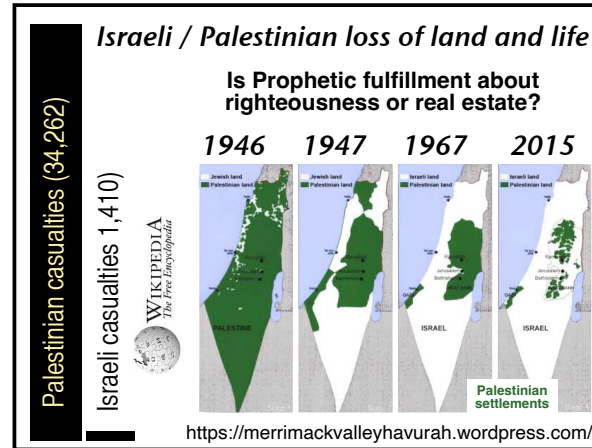 Israeli / Palestinian loss of land and life
Is Prophetic fulfillment about
righteousness or real estate?
Palestinian casualties (34,262)
Israeli casualties 1,410
WIKIPEDIA
The Free Encyclopedia
1946
1947
1967
2015
Jewish land
Palestinian land
PALESTINE
Jewish land
Palestinian land
Israeli land
Palestinian land
Jerusalem
ISRAEL
Israeli land
Palestinian land
Jerusalem
ISRAEL
Palestinian
settlements
https://merrimackvalleyhavurah.wordpress.com/